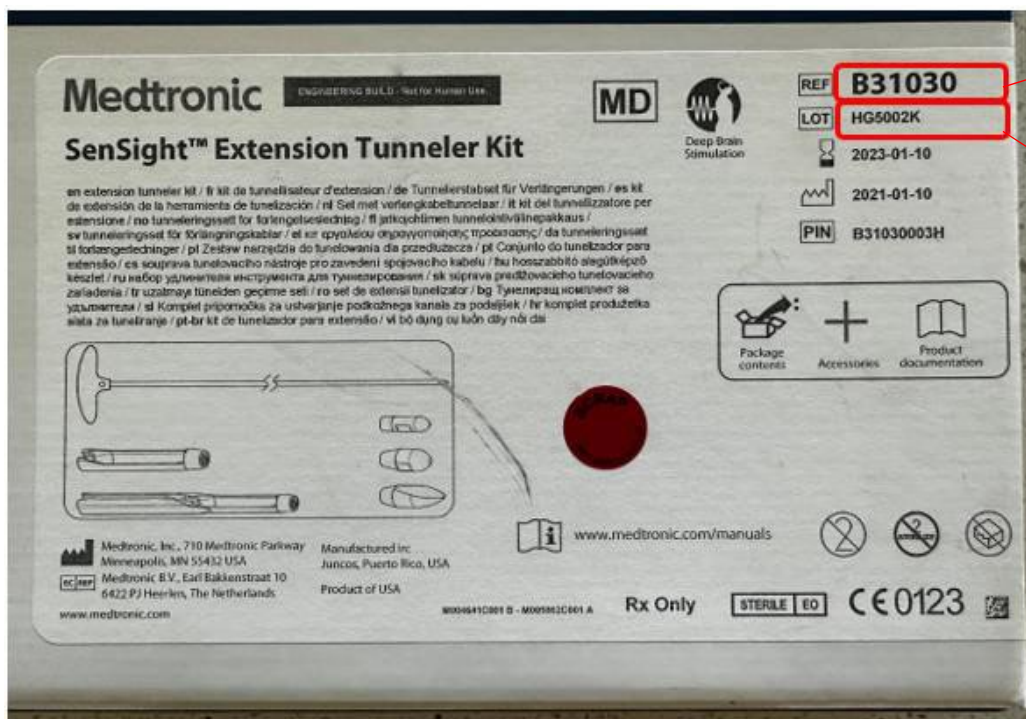 Medtronic
ENGINEERING BUILD - Not for Human Use
SenSight™ Extension Tunneler Kit
MD
Deep Brain
Stimulation
REF B31030
LOT HG5002K
2023-01-10
2021-01-10
PIN B31030003H
en extension tunneler kit / fr kit de tunnellisateur d'extension / de Tunnelierstabset für Verlängerungen / es kit
de extensión de la herramienta de tunelización / nl Set met verlengkabeltunnelaar / it kit del tunnellizzatore per
estensione / no tunneleringssett for forlengelsesledning / fi jatkojohtimen tunnelointivälinepakkaus /
sv tunneleringsset för förlängningskablar / el κιτ εργαλείου σηραγγοποίησης προέκτασης / da tunneleringssæt
til forlængerledninger / pl Zestaw narzędzia do tunelowania dla przedłużacza / pt Conjunto do tunelizador para
extensão / cs souprava tunelovacího nástroje pro zavedení spojovacího kabelu / hu hosszabbító alagútképző
készlet / ru набор удлинителя инструмента для туннелирования / sk súprava predlžovacieho tunelovacieho
zariadenia / tr uzatmayı tünelden geçirme seti / ro set de extensii tunelizator / bg Тунелиращ комплект за
удължители / sl Komplet pripomočka za ustvarjanje podkožnega kanala za podaljšek / hr komplet produžetka
alata za tuneliranje / pt-br kit de tunelizador para extensão / vi bộ dụng cụ luồn dây nối dài
Package
contents
Accessories
Product
documentation
www.medtronic.com/manuals
Medtronic, Inc., 710 Medtronic Parkway
Minneapolis, MN 55432 USA
EC REP Medtronic B.V., Earl Bakkenstraat 10
6422 PJ Heerlen, The Netherlands
www.medtronic.com
Manufactured in:
Juncos, Puerto Rico, USA
Product of USA
Rx Only
STERILE EO
CE 0123